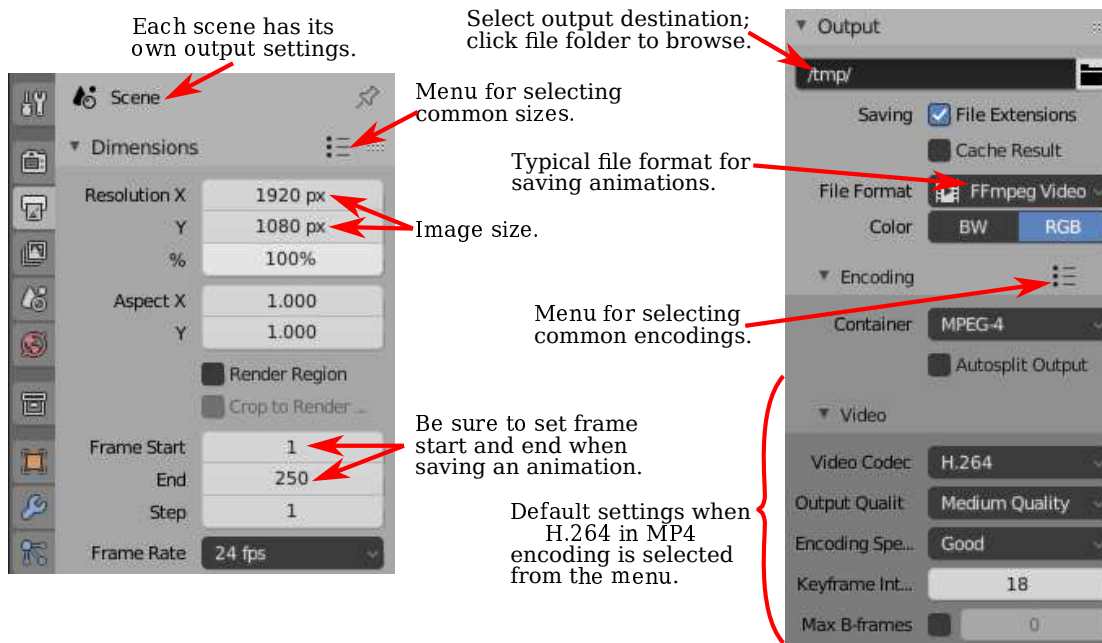 Each scene has its
own output settings.
Scene
Dimensions
Resolution X 1920 px
Y 1080 px
% 100%
Aspect X 1.000
Y 1.000
Render Region
Crop to Render ...
Frame Start 1
End 250
Step 1
Frame Rate 24 fps
Menu for selecting
common sizes.
Image size.
Be sure to set frame
start and end when
saving an animation.
Select output destination;
click file folder to browse.
Typical file format for
saving animations.
Menu for selecting
common encodings.
Default settings when
H.264 in MP4
encoding is selected
from the menu.
Output
/tmp/
Saving File Extensions
Cache Result
File Format FFmpeg Video
Color BW RGB
Encoding
Container MPEG-4
Autosplit Output
Video
Video Codec H.264
Output Qualit Medium Quality
Encoding Spe... Good
Keyframe Int... 18
Max B-frames 0